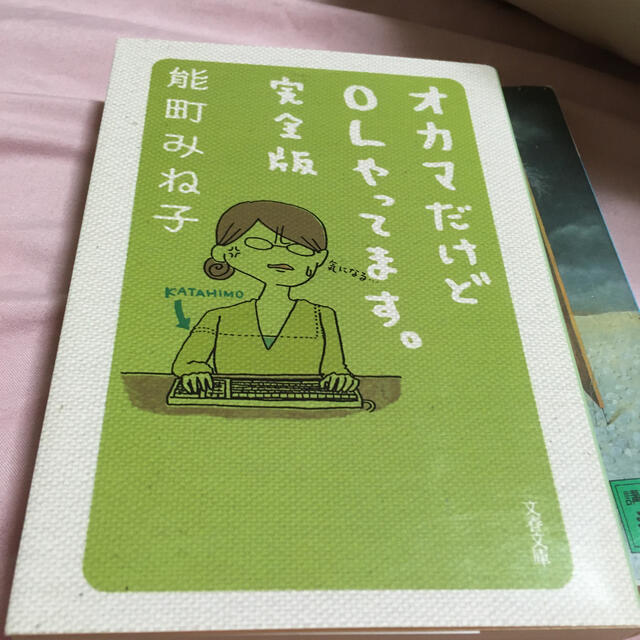 オカマだけど
OLやってます。
完全版
能町みね子
気になる…
KATAHIMO
文春文庫
講